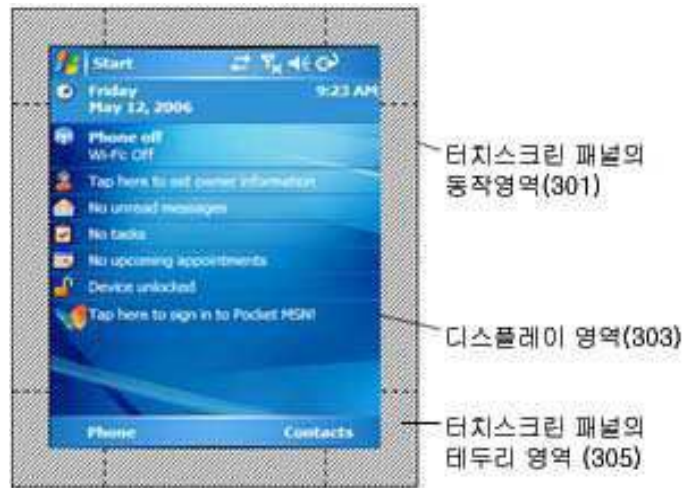 Start
Friday 9:23 AM
May 12, 2006
Phone off
Wi-Fi: Off
Tap here to set owner information
No unread messages
No tasks
No upcoming appointments
Device unlocked
Tap here to sign in to Pocket MSN!
Phone Contacts
터치스크린 패널의
동작영역(301)
디스플레이 영역(303)
터치스크린 패널의
테두리 영역 (305)